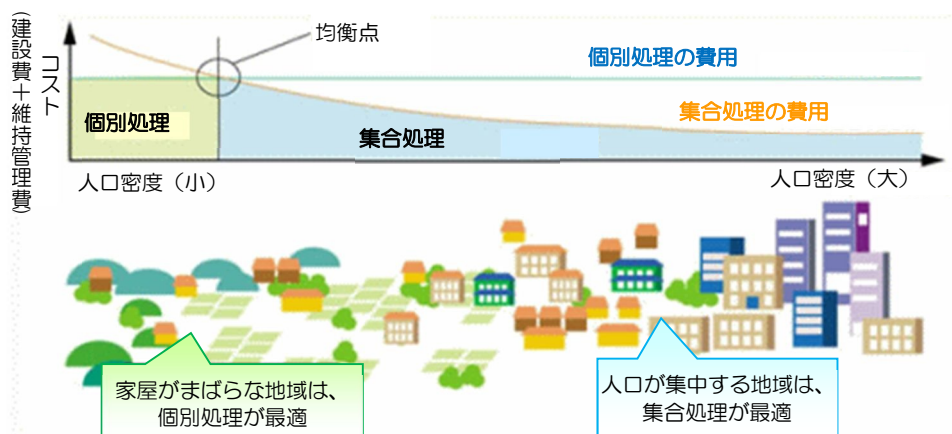 （建設費＋維持管理費）
コスト
均衡点
個別処理の費用
集合処理の費用
個別処理
集合処理
人口密度（小）
人口密度（大）
家屋がまばらな地域は、
個別処理が最適
人口が集中する地域は、
集合処理が最適